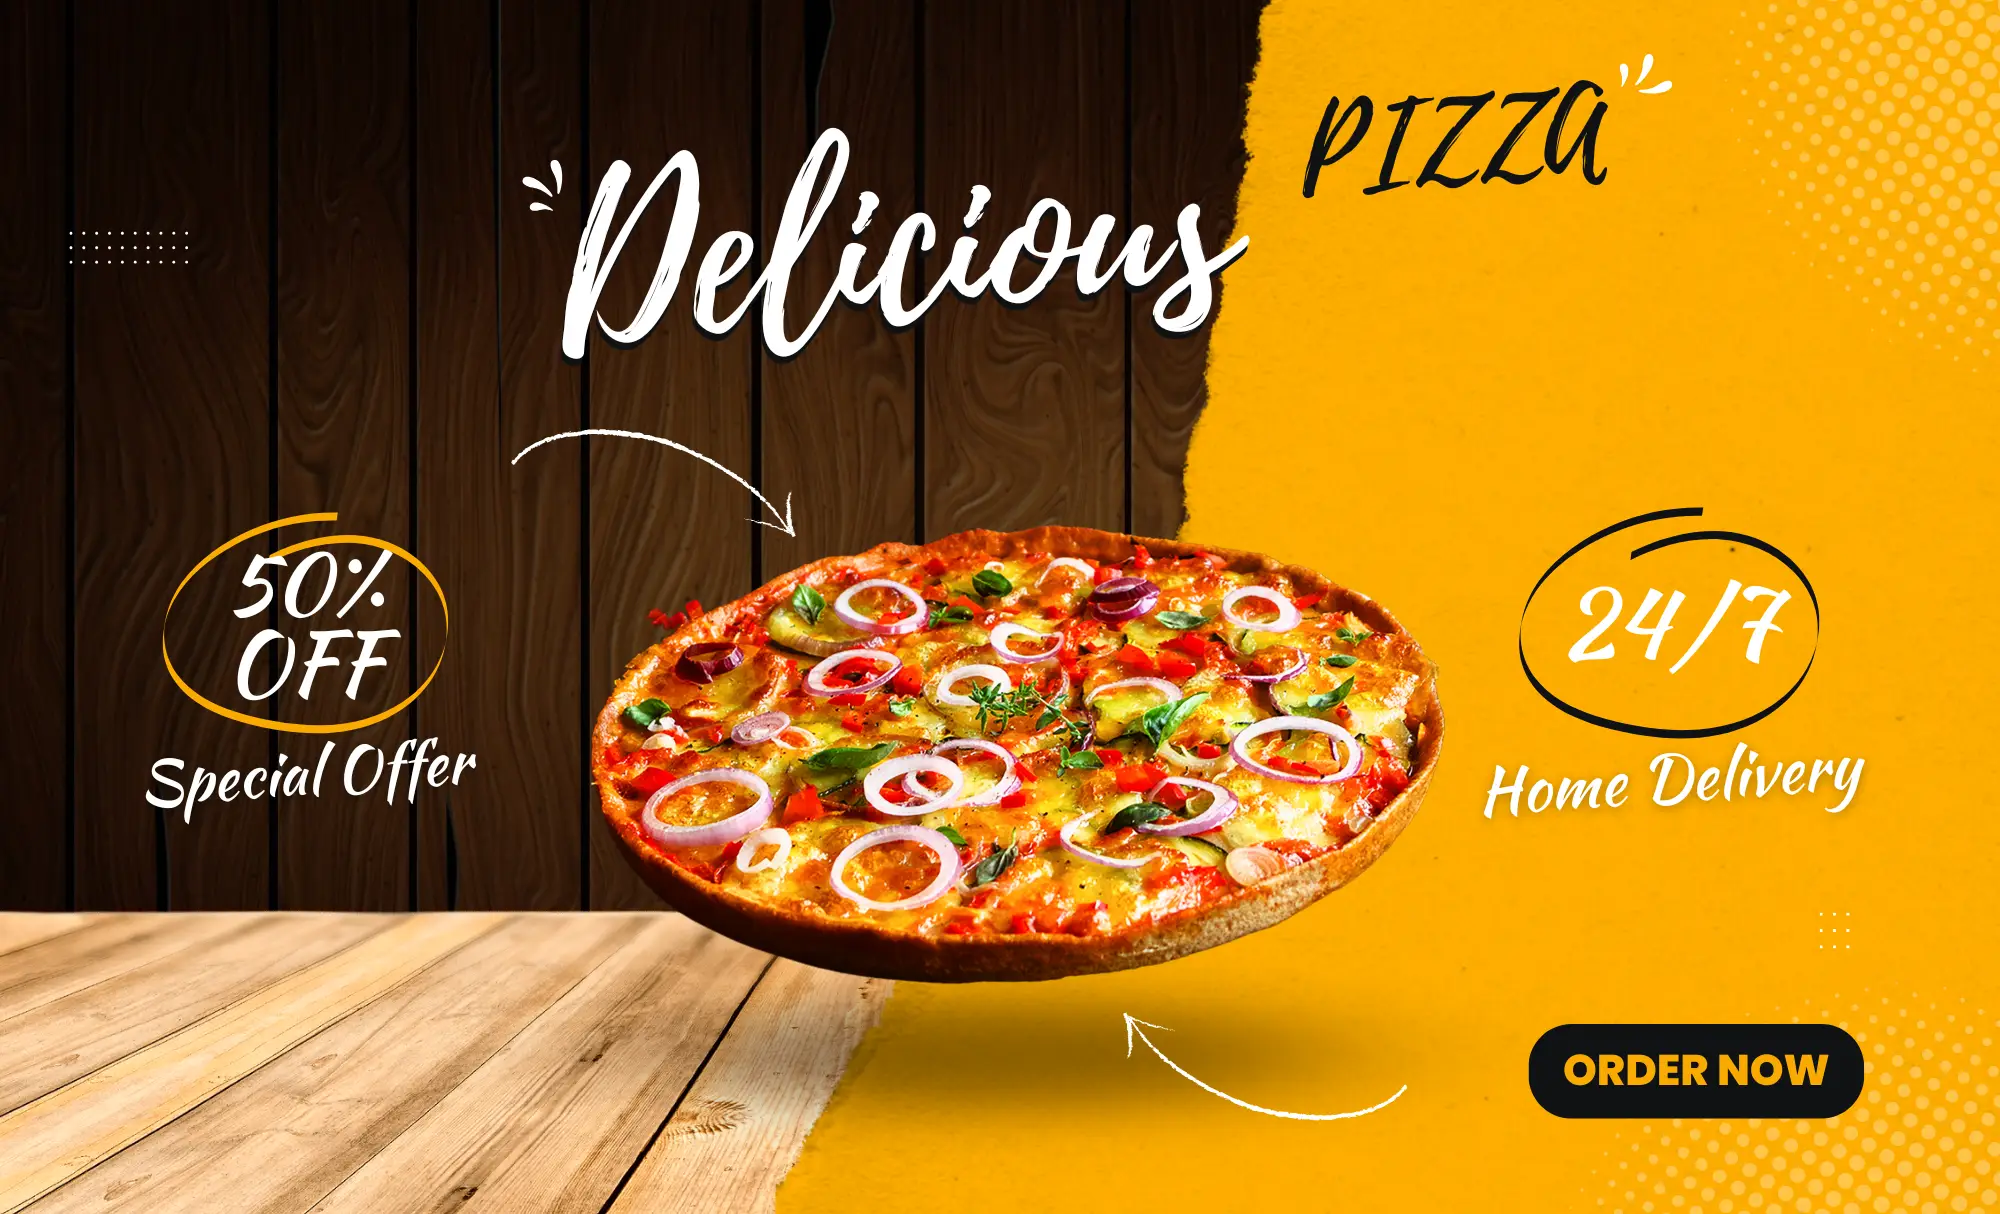 Delicious
PIZZA
50%
OFF
Special Offer
24/7
Home Delivery
ORDER NOW